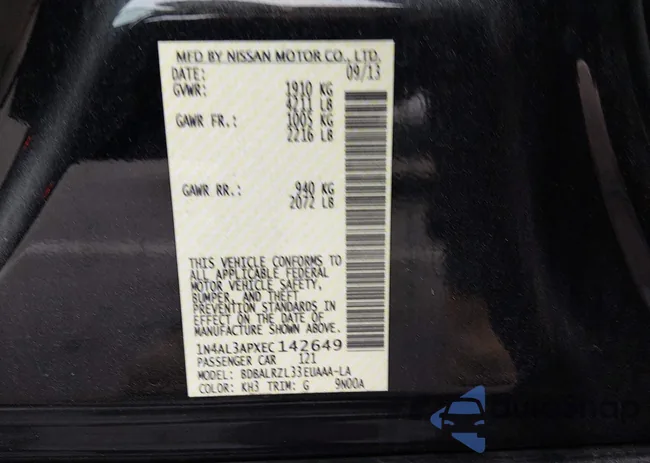 MFD BY NISSAN MOTOR CO., LTD.
DATE: 09/13
GVWR: 1910 KG
4211 LB
GAWR FR.: 1005 KG
2216 LB
GAWR RR.: 940 KG
2072 LB
THIS VEHICLE CONFORMS TO
ALL APPLICABLE FEDERAL
MOTOR VEHICLE SAFETY,
BUMPER, AND THEFT
PREVENTION STANDARDS IN
EFFECT ON THE DATE OF
MANUFACTURE SHOWN ABOVE.
1N4AL3APXEC142649
PASSENGER CAR 121
MODEL: BDBALRZL33EUAAA-LA
COLOR: KH3 TRIM: G 9N00A
autosnap